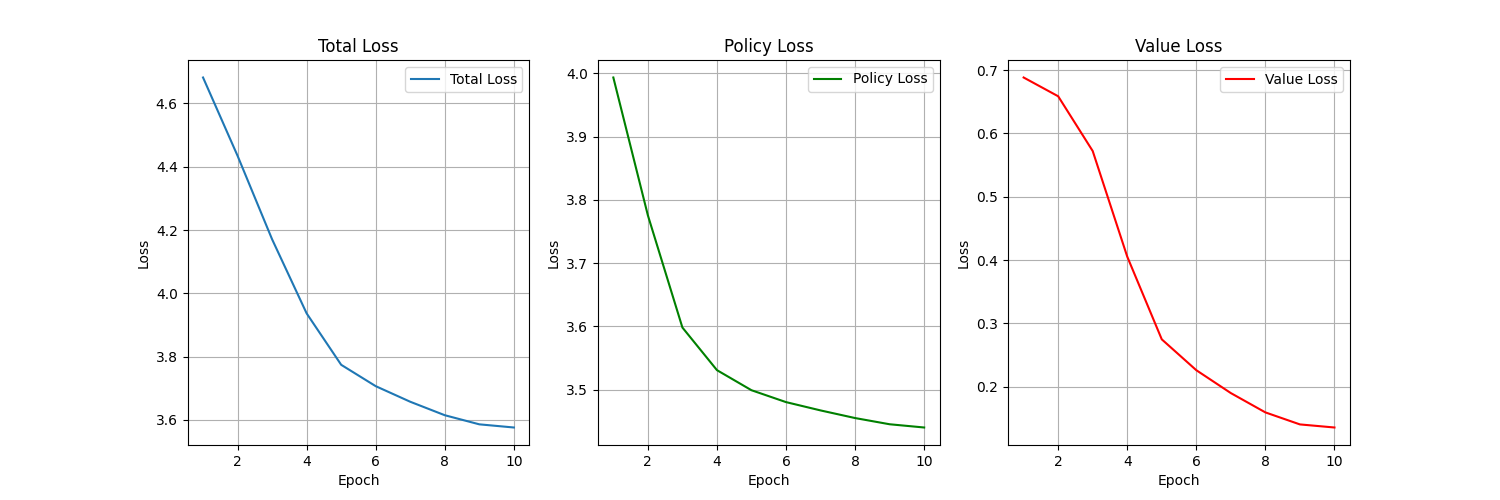 Total Loss
Total Loss
4.6
4.4
4.2
4.0
3.8
3.6
Loss
2 4 6 8 10
Epoch
Policy Loss
Policy Loss
4.0
3.9
3.8
3.7
3.6
3.5
Loss
2 4 6 8 10
Epoch
Value Loss
Value Loss
0.7
0.6
0.5
0.4
0.3
0.2
Loss
2 4 6 8 10
Epoch